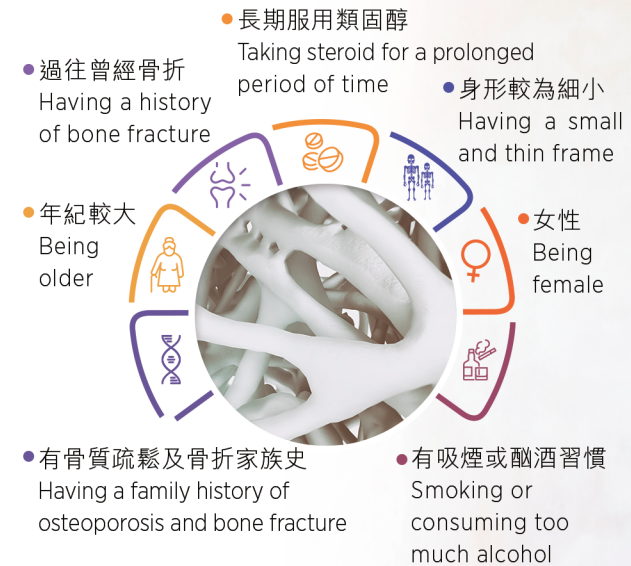 長期服用類固醇
Taking steroid for a prolonged
period of time
過往曾經骨折
Having a history
of bone fracture
身形較為細小
Having a small
and thin frame
年紀較大
Being
older
女性
Being
female
有骨質疏鬆及骨折家族史
Having a family history of
osteoporosis and bone fracture
有吸煙或酗酒習慣
Smoking or
consuming too
much alcohol